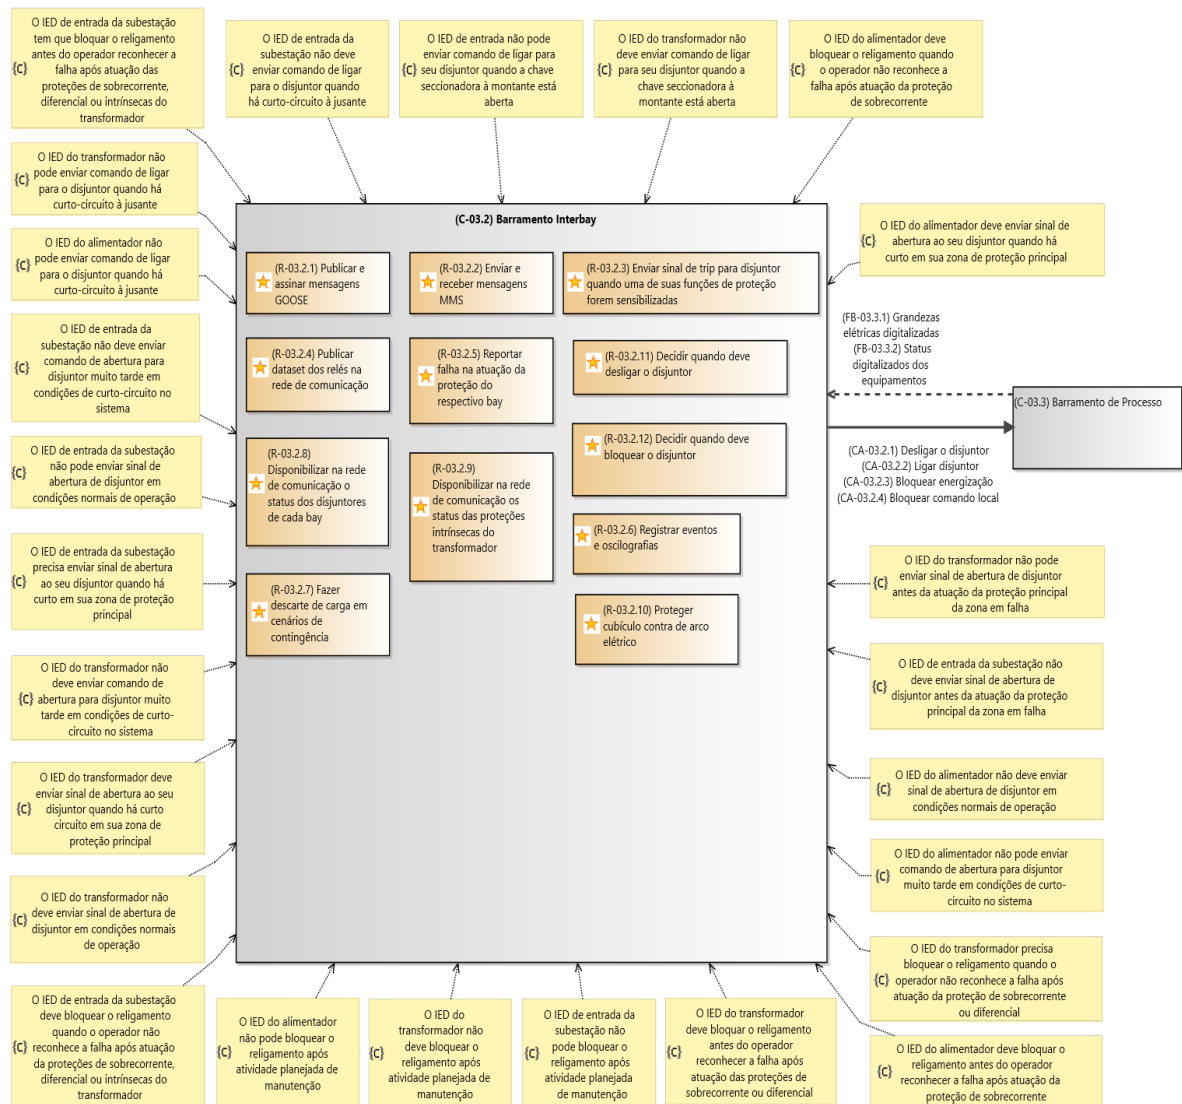 O IED de entrada da subestação
tem que bloquar o religamento
antes do operador reconhecer a
falha após atuação das
proteções de sobrecorrente,
diferencial ou intrínsecas do
transformador
{C}
O IED de entrada da
subestação não deve
enviar comando de ligar
para o disjuntor quando
há curto-circuito à jusante
{C}
O IED de entrada não pode
enviar comando de ligar para
seu disjuntor quando a chave
seccionadora à montante está
aberta
{C}
O IED do transformador não
deve enviar comando de ligar
para seu disjuntor quando a
chave seccionadora à
montante está aberta
{C}
O IED do alimentador deve
bloquear o religamento quando
o operador não reconhece a
falha após atuação da proteção
de sobrecorrente
{C}
O IED do transformador não
pode enviar comando de ligar
para o disjuntor quando há
curto-circuito à jusante
{C}
O IED do alimentador não
pode enviar comando de ligar
para o disjuntor quando há
curto-circuito à jusante
{C}
O IED de entrada da
subestação não deve enviar
comando de abertura para
disjuntor muito tarde em
condições de curto-circuito no
sistema
{C}
O IED de entrada da subestação
não pode enviar sinal de
abertura de disjuntor em
condições normais de operação
{C}
O IED de entrada da subestação
precisa enviar sinal de abertura
ao seu disjuntor quando há
curto em sua zona de proteção
principal
{C}
O IED do transformador não
deve enviar comando de
abertura para disjuntor muito
tarde em condições de curto-
circuito no sistema
{C}
O IED do transformador deve
enviar sinal de abertura ao seu
disjuntor quando há curto
circuito em sua zona de
proteção principal
{C}
O IED do transformador não
deve enviar sinal de abertura de
disjuntor em condições normais
de operação
{C}
O IED de entrada da subestação
deve bloquear o religamento
quando o operador não
reconhece a falha após atuação
da proteções de sobrecorrente,
diferencial ou intrínsecas do
transformador
{C}
(C-03.2) Barramento Interbay
(R-03.2.1) Publicar e
assinar mensagens
GOOSE
(R-03.2.2) Enviar e
receber mensagens
MMS
(R-03.2.3) Enviar sinal de trip para disjuntor
quando uma de suas funções de proteção
forem sensibilizadas
(R-03.2.4) Publicar
dataset dos relés na
rede de comunicação
(R-03.2.5) Reportar
falha na atuação da
proteção do
respectivo bay
(R-03.2.11) Decidir quando deve
desligar o disjuntor
(R-03.2.8)
Disponibilizar na rede
de comunicação o
status dos disjuntores
de cada bay
(R-03.2.9)
Disponibilizar na rede
de comunicação os
status das proteções
intrínsecas do
transformador
(R-03.2.12) Decidir quando deve
bloquear o disjuntor
(R-03.2.6) Registrar eventos
e oscilografias
(R-03.2.7) Fazer
descarte de carga em
cenários de
contingência
(R-03.2.10) Proteger
cubículo contra de arco
elétrico
O IED do alimentador deve enviar sinal de
abertura ao seu disjuntor quando há
curto em sua zona de proteção principal
{C}
(FB-03.3.1) Grandezas
elétricas digitalizadas
(FB-03.3.2) Status
digitalizados dos
equipamentos
(C-03.3) Barramento de Processo
(CA-03.2.1) Desligar o disjuntor
(CA-03.2.2) Ligar disjuntor
(CA-03.2.3) Bloquear energização
(CA-03.2.4) Bloquear comando local
O IED do transformador não pode
enviar sinal de abertura de disjuntor
antes da atuação da proteção principal
da zona em falha
{C}
O IED de entrada da subestação não
deve enviar sinal de abertura de
disjuntor antes da atuação da proteção
principal da zona em falha
{C}
O IED do alimentador não deve enviar
sinal de abertura de disjuntor em
condições normais de operação
{C}
O IED do alimentador não pode enviar
comando de abertura para disjuntor
muito tarde em condições de curto-
circuito no sistema
{C}
O IED do transformador precisa
bloquear o religamento quando o
operador não reconhece a falha após
atuação da proteção de sobrecorrente
ou diferencial
{C}
O IED do alimentador deve bloquar o
religamento antes do operador
reconhecer a falha após atuação da
proteção de sobrecorrente
{C}
O IED do alimentador
não pode bloquear o
religamento após
atividade planejada de
manutenção
{C}
O IED do
transformador não
deve bloquear o
religamento após
atividade planejada de
manutenção
{C}
O IED de entrada da
subestação não
pode bloquear o
religamento após
atividade planejada
de manutenção
{C}
O IED do transformador
deve bloquar o religamento
antes do operador
reconhecer a falha após
atuação das proteções de
sobrecorrente ou diferencial
{C}